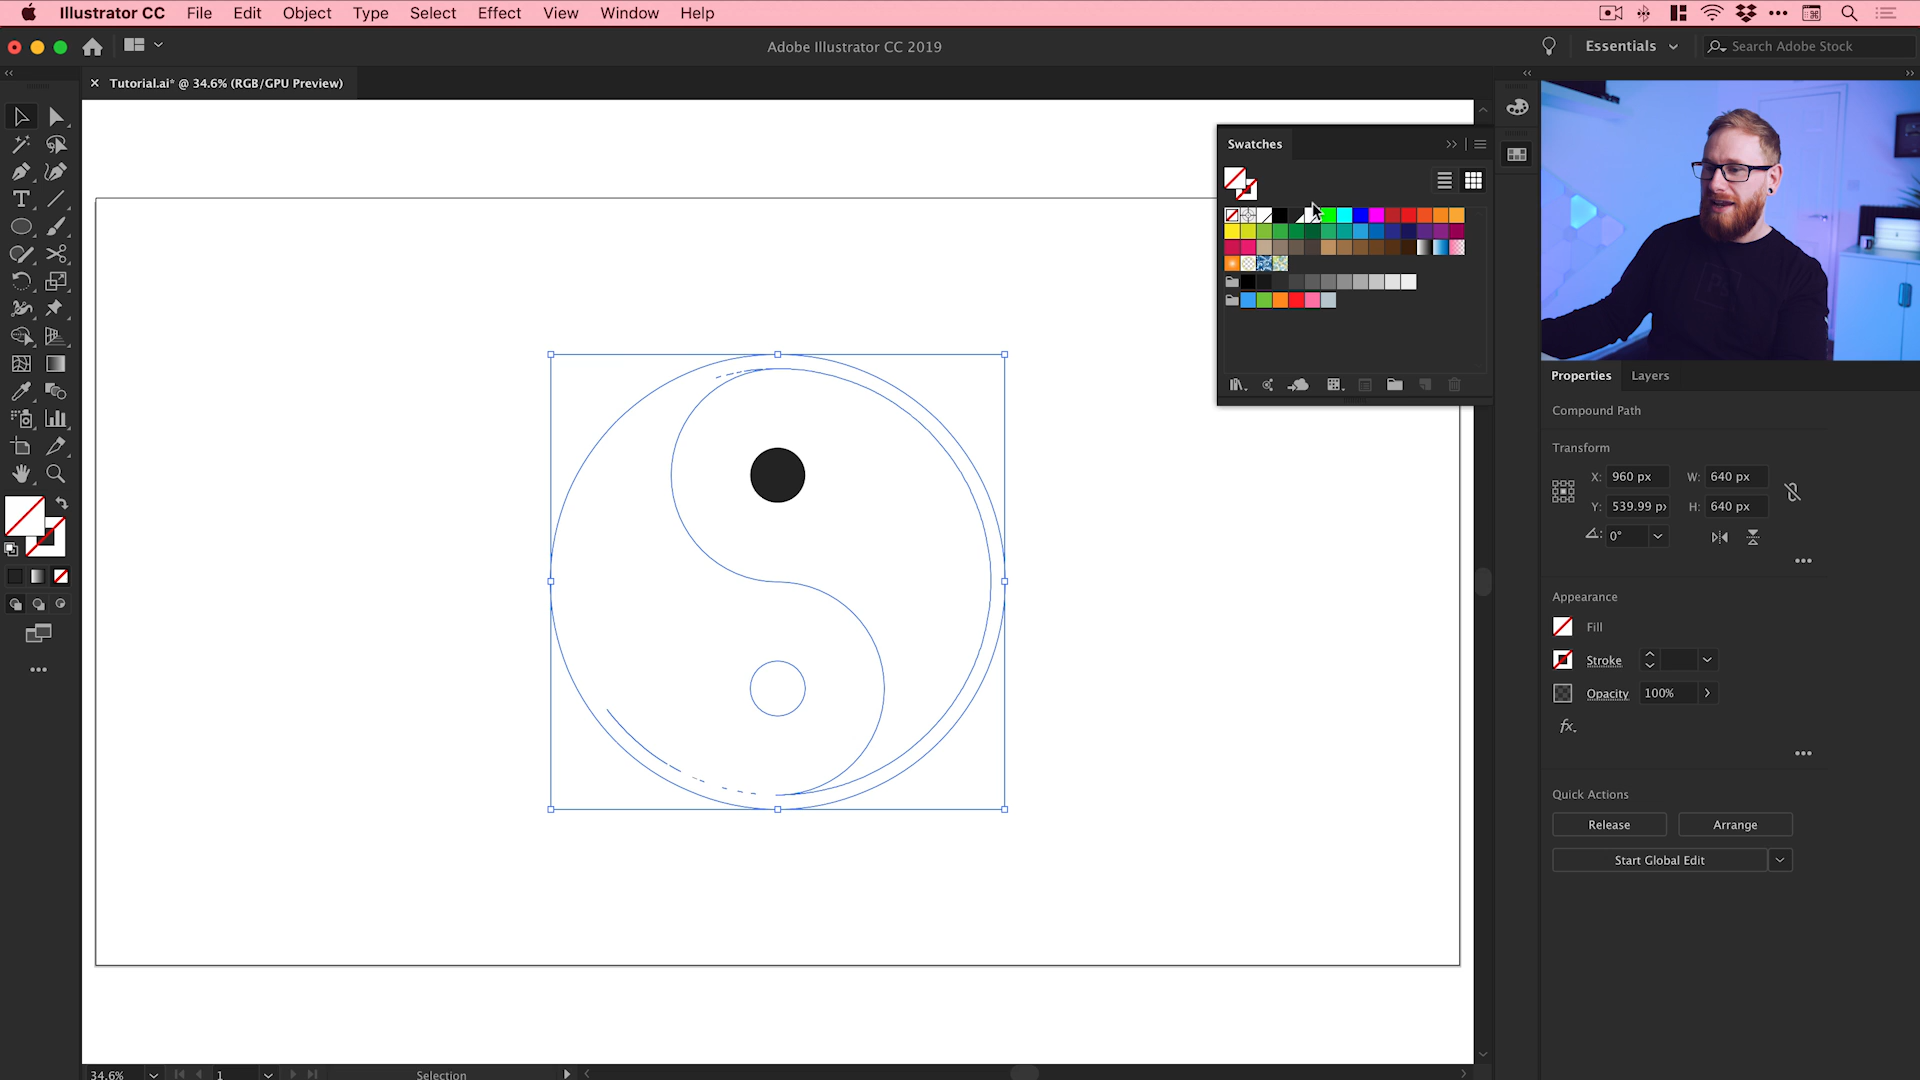 Illustrator CC File Edit Object Type Select Effect View Window Help
Adobe Illustrator CC 2019
Essentials
Search Adobe Stock
Tutorial.ai* @ 34.6% (RGB/GPU Preview)
Swatches
Properties Layers
Compound Path
Transform
X: 960 px W: 640 px
Y: 539.99 px H: 640 px
0°
Appearance
Fill
Stroke
Opacity 100%
fx
Quick Actions
Release Arrange
Start Global Edit
34.6% 1 Selection